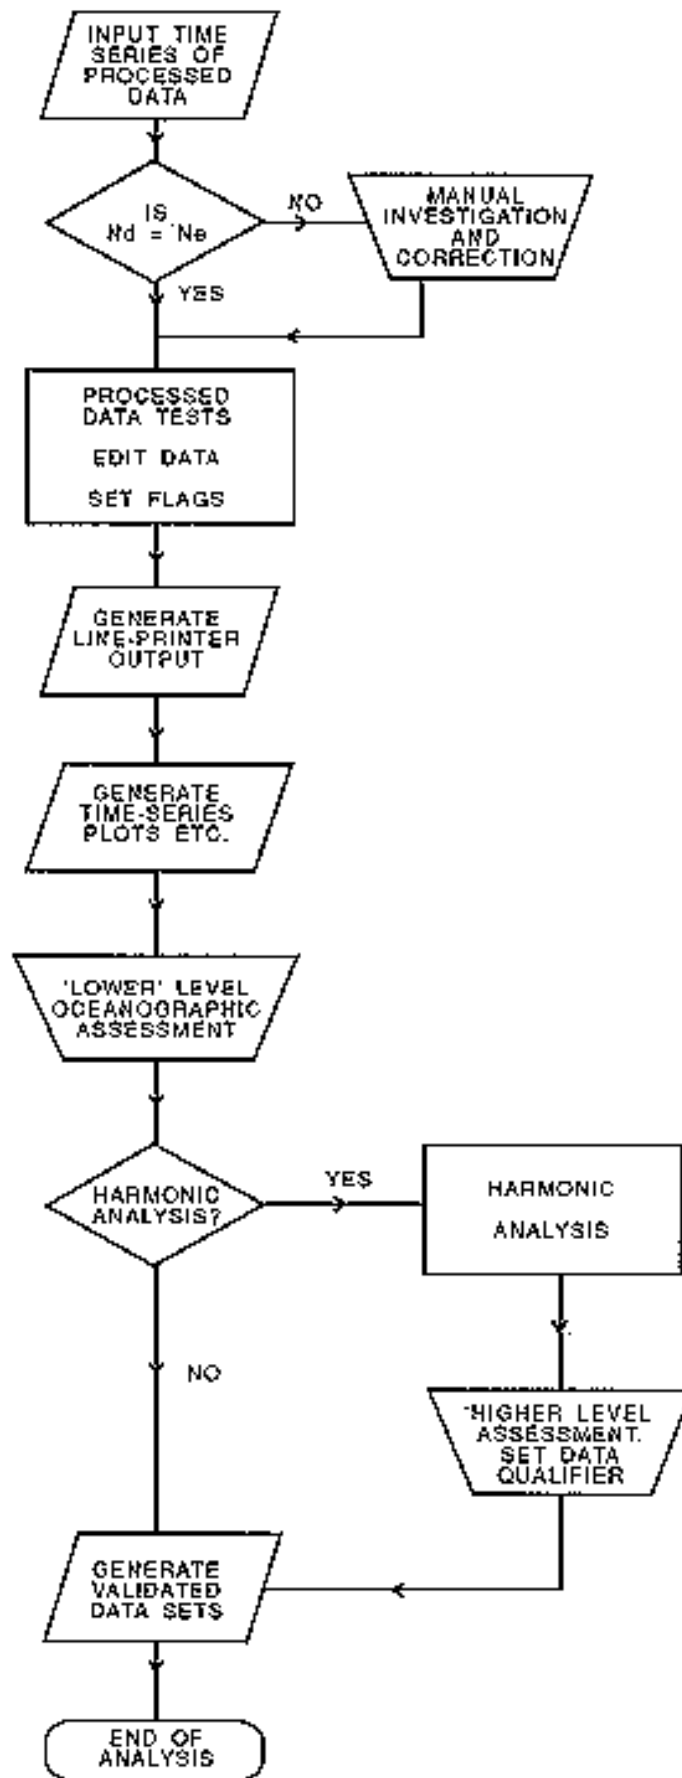 INPUT TIME
SERIES OF
PROCESSED
DATA
IS
Nd = Ne
NO
MANUAL
INVESTIGATION
AND
CORRECTION
YES
PROCESSED
DATA TESTS
EDIT DATA
SET FLAGS
GENERATE
LINE-PRINTER
OUTPUT
GENERATE
TIME-SERIES
PLOTS ETC.
'LOWER' LEVEL
OCEANOGRAPHIC
ASSESSMENT
HARMONIC
ANALYSIS?
YES
HARMONIC
ANALYSIS
NO
'HIGHER LEVEL
ASSESSMENT.
SET DATA
QUALIFIER
GENERATE
VALIDATED
DATA SETS
END OF
ANALYSIS